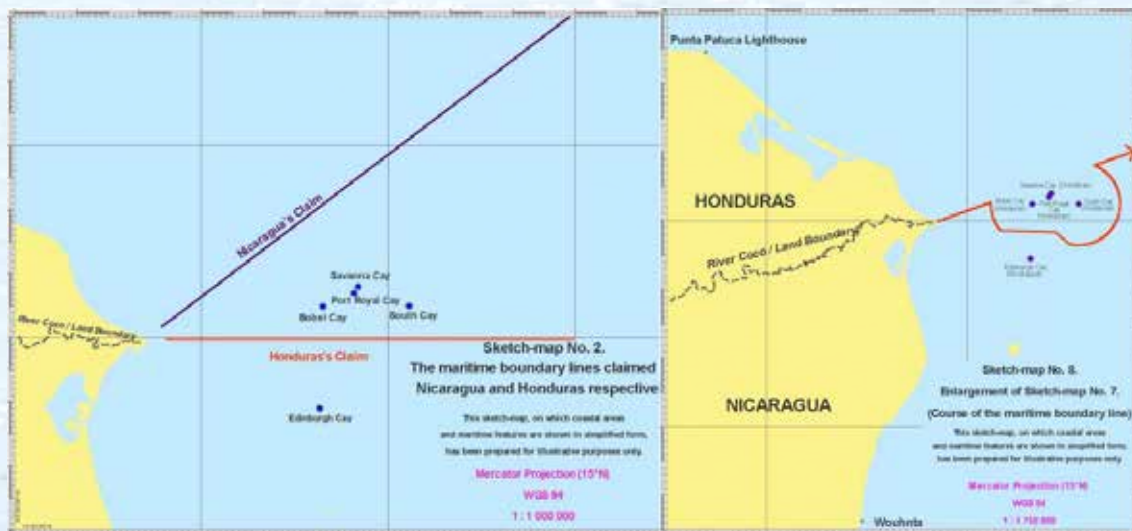 Nicaragua's Claim
Savanna Cay
Port Royal Cay
Bobel Cay
South Cay
River Coco / Land Boundary
Honduras's Claim
Edinburgh Cay
Sketch-map No. 2.
The maritime boundary lines claimed
Nicaragua and Honduras respective
This sketch-map, on which coastal areas
and maritime features are shown in simplified form,
has been prepared for illustrative purposes only.
Mercator Projection (15°N)
WGS 84
1 : 1 000 000
Punta Patuca Lighthouse
HONDURAS
River Coco / Land Boundary
NICARAGUA
Sketch-map No. 8.
Enlargement of Sketch-map No. 7.
(Course of the maritime boundary line)
This sketch-map, on which coastal areas
and maritime features are shown in simplified form,
has been prepared for illustrative purposes only.
Mercator Projection (15°N)
WGS 84
Wouhnta